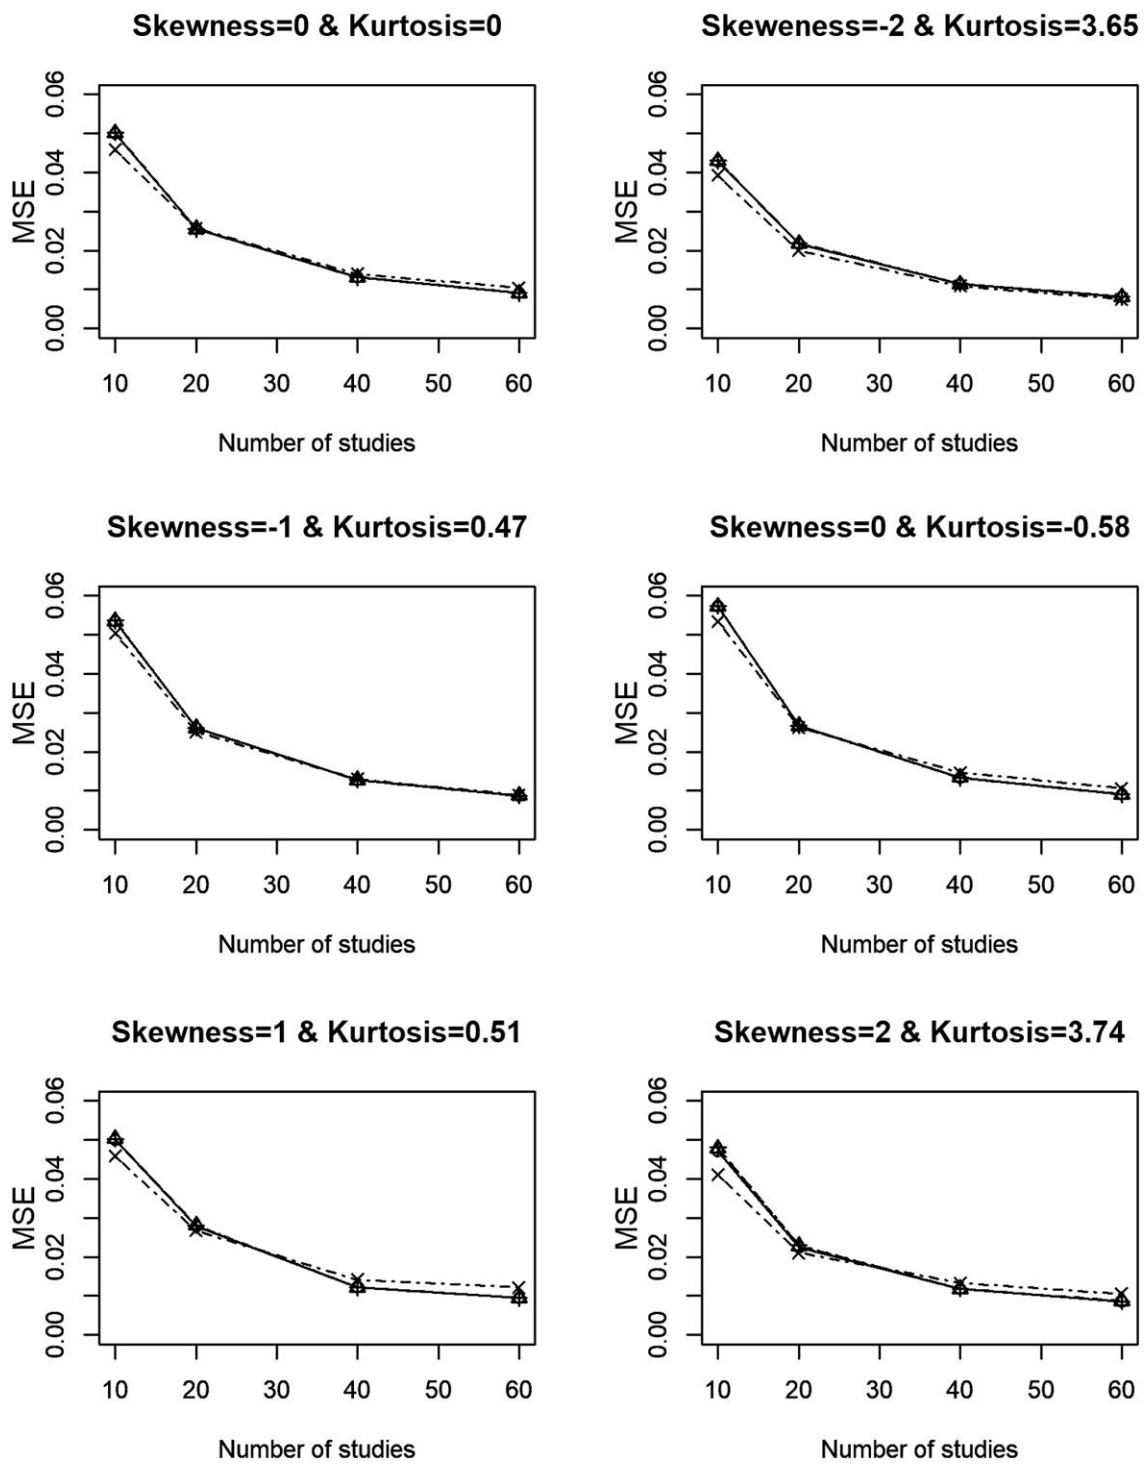 Skewness=0 & Kurtosis=0
MSE
0.00 0.02 0.04 0.06
10 20 30 40 50 60
Number of studies
Skeweness=-2 & Kurtosis=3.65
MSE
0.00 0.02 0.04 0.06
10 20 30 40 50 60
Number of studies
Skewness=-1 & Kurtosis=0.47
MSE
0.00 0.02 0.04 0.06
10 20 30 40 50 60
Number of studies
Skewness=0 & Kurtosis=-0.58
MSE
0.00 0.02 0.04 0.06
10 20 30 40 50 60
Number of studies
Skewness=1 & Kurtosis=0.51
MSE
0.00 0.02 0.04 0.06
10 20 30 40 50 60
Number of studies
Skewness=2 & Kurtosis=3.74
MSE
0.00 0.02 0.04 0.06
10 20 30 40 50 60
Number of studies